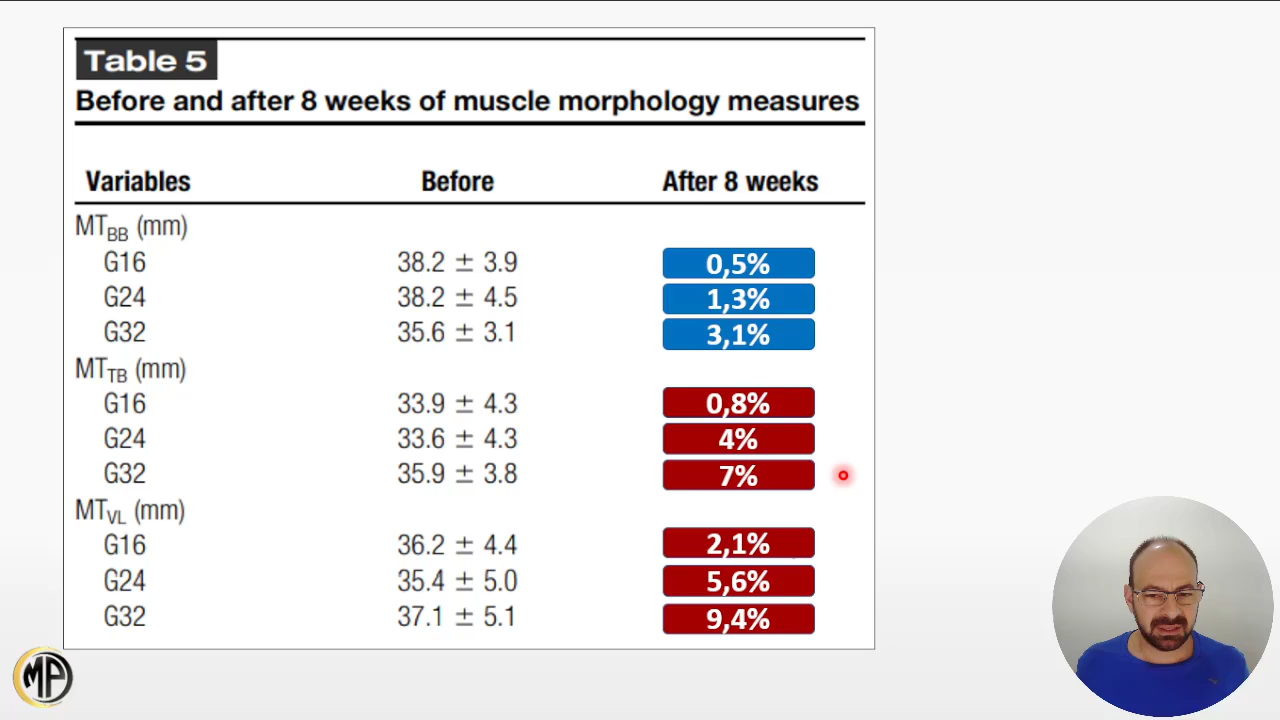 Table 5
Before and after 8 weeks of muscle morphology measures
Variables Before After 8 weeks
MTBB (mm)
G16 38.2 ± 3.9 0,5%
G24 38.2 ± 4.5 1,3%
G32 35.6 ± 3.1 3,1%
MTTB (mm)
G16 33.9 ± 4.3 0,8%
G24 33.6 ± 4.3 4%
G32 35.9 ± 3.8 7%
MTVL (mm)
G16 36.2 ± 4.4 2,1%
G24 35.4 ± 5.0 5,6%
G32 37.1 ± 5.1 9,4%
MP